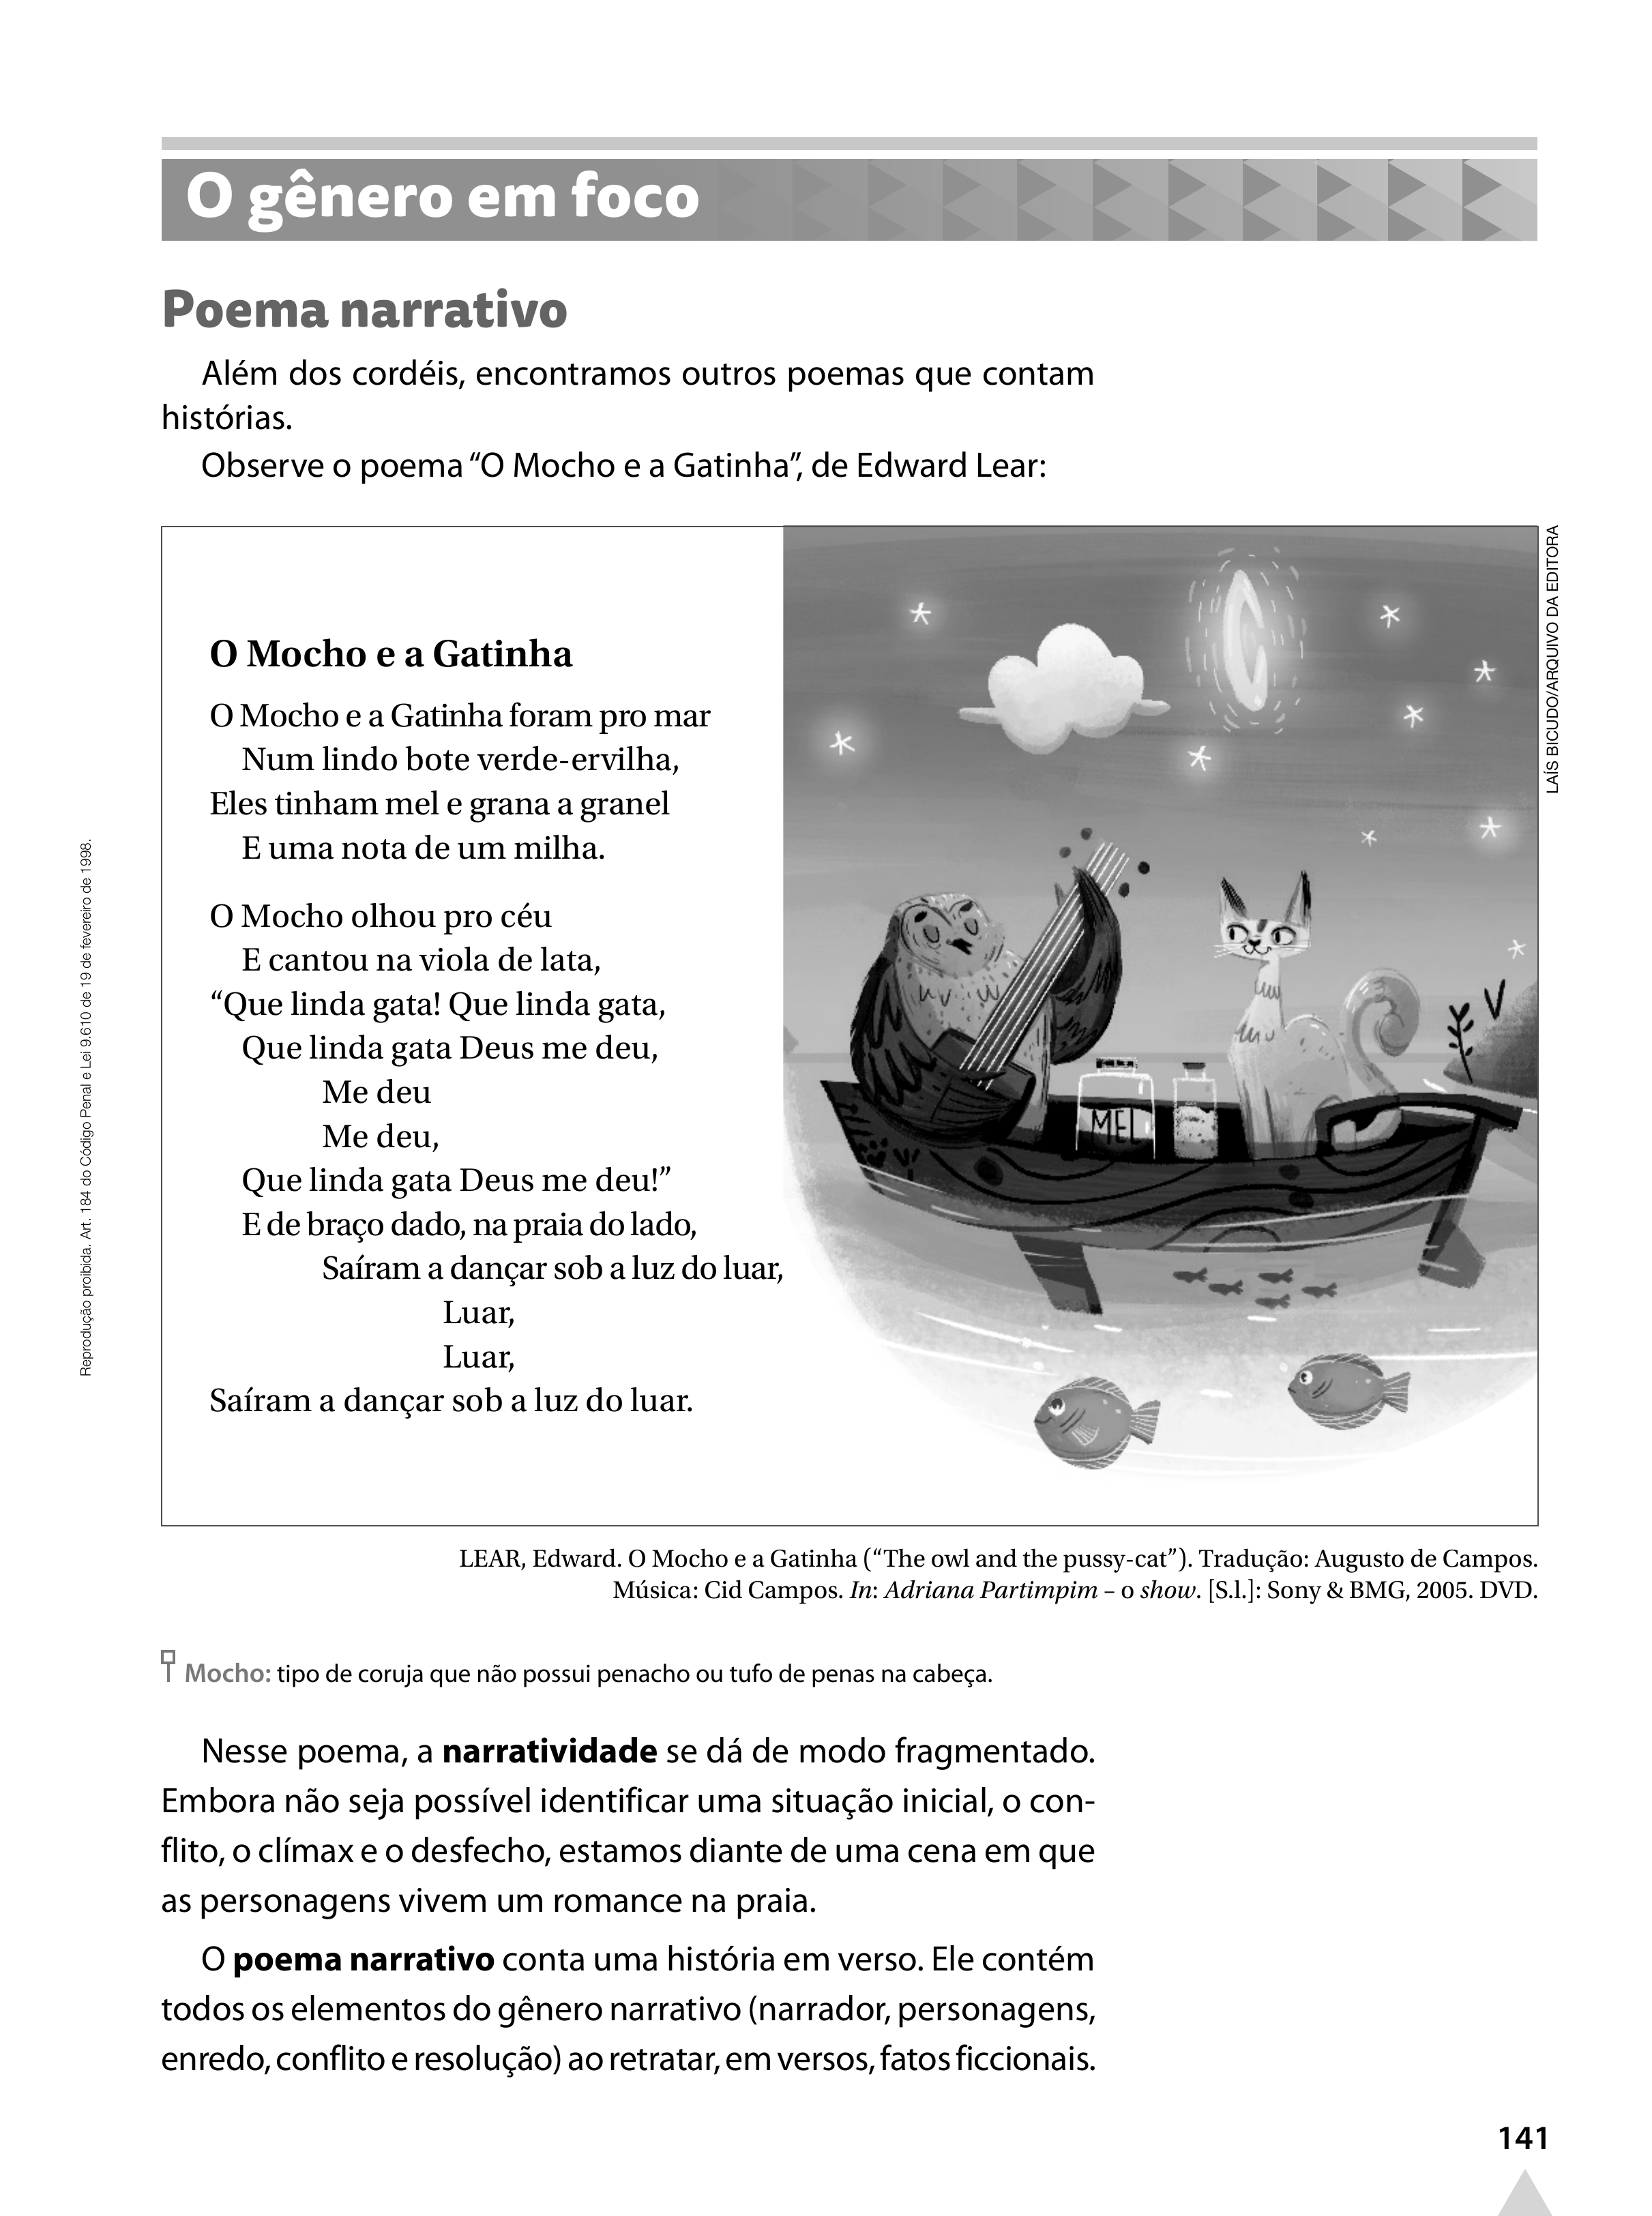 O gênero em foco
Poema narrativo
Além dos cordéis, encontramos outros poemas que contam
histórias.
Observe o poema “O Mocho e a Gatinha”, de Edward Lear:
O Mocho e a Gatinha
O Mocho e a Gatinha foram pro mar
Num lindo bote verde-ervilha,
Eles tinham mel e grana a granel
E uma nota de um milha.
O Mocho olhou pro céu
E cantou na viola de lata,
“Que linda gata! Que linda gata,
Que linda gata Deus me deu,
Me deu
Me deu,
Que linda gata Deus me deu!”
E de braço dado, na praia do lado,
Saíram a dançar sob a luz do luar,
Luar,
Luar,
Saíram a dançar sob a luz do luar.
MEL
LAÍS BICUDO/ARQUIVO DA EDITORA
LEAR, Edward. O Mocho e a Gatinha (“The owl and the pussy-cat”). Tradução: Augusto de Campos.
Música: Cid Campos. In: Adriana Partimpim – o show. [S.l.]: Sony & BMG, 2005. DVD.
Mocho: tipo de coruja que não possui penacho ou tufo de penas na cabeça.
Nesse poema, a narratividade se dá de modo fragmentado.
Embora não seja possível identificar uma situação inicial, o con-
flito, o clímax e o desfecho, estamos diante de uma cena em que
as personagens vivem um romance na praia.
O poema narrativo conta uma história em verso. Ele contém
todos os elementos do gênero narrativo (narrador, personagens,
enredo, conflito e resolução) ao retratar, em versos, fatos ficcionais.
Reprodução proibida. Art. 184 do Código Penal e Lei 9.610 de 19 de fevereiro de 1998.
141